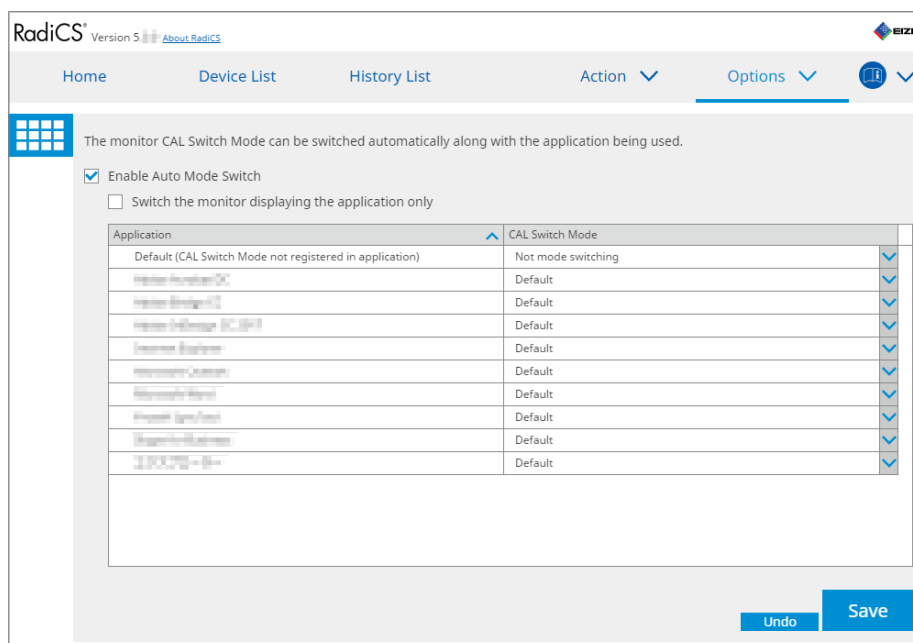 RadiCS® Version 5. About RadiCS
EIZ
Home Device List History List Action Options
The monitor CAL Switch Mode can be switched automatically along with the application being used.
Enable Auto Mode Switch
Switch the monitor displaying the application only
Application CAL Switch Mode
Default (CAL Switch Mode not registered in application) Not mode switching
Default
Default
Default
Default
Default
Default
Default
Default
Default
Save
Undo